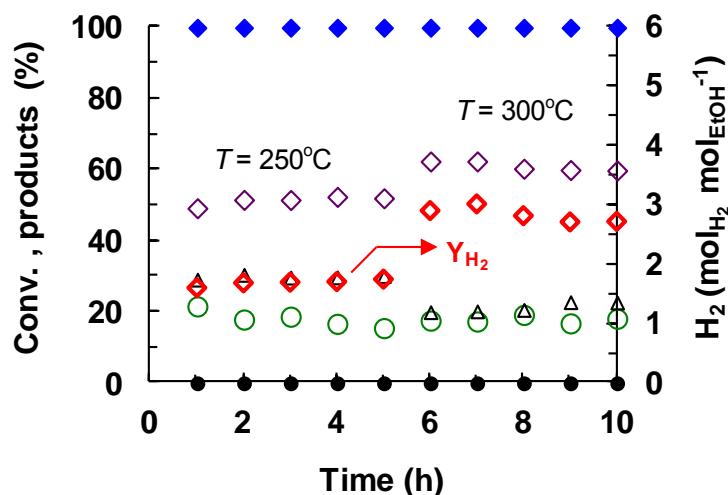 Conv. , products (%)
100
80
60
40
20
0
T = 250°C
T = 300°C
Y_H2
6
5
4
3
2
1
0
H2 (mol_H2 mol_EtOH^-1)
0 2 4 6 8 10
Time (h)